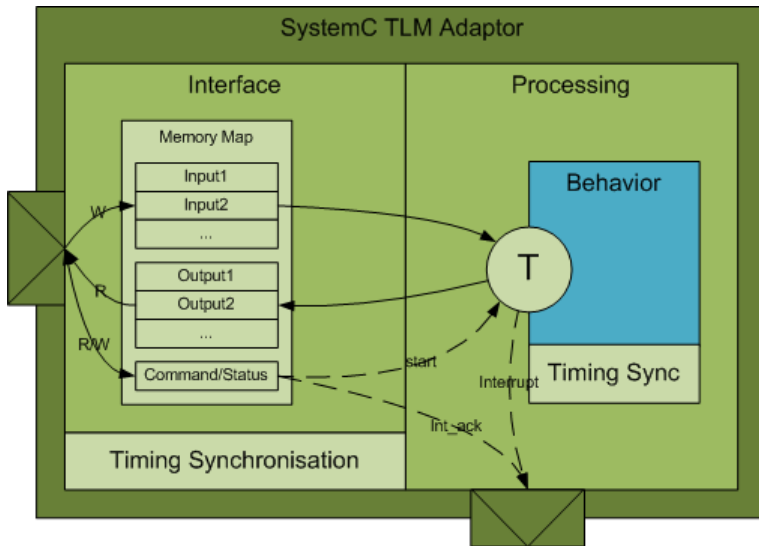 SystemC TLM Adaptor
Interface
Processing
Memory Map
Input1
Input2
...
Output1
Output2
...
Command/Status
W
R
R/W
Behavior
T
Timing Sync
start
Interrupt
Int_ack
Timing Synchronisation